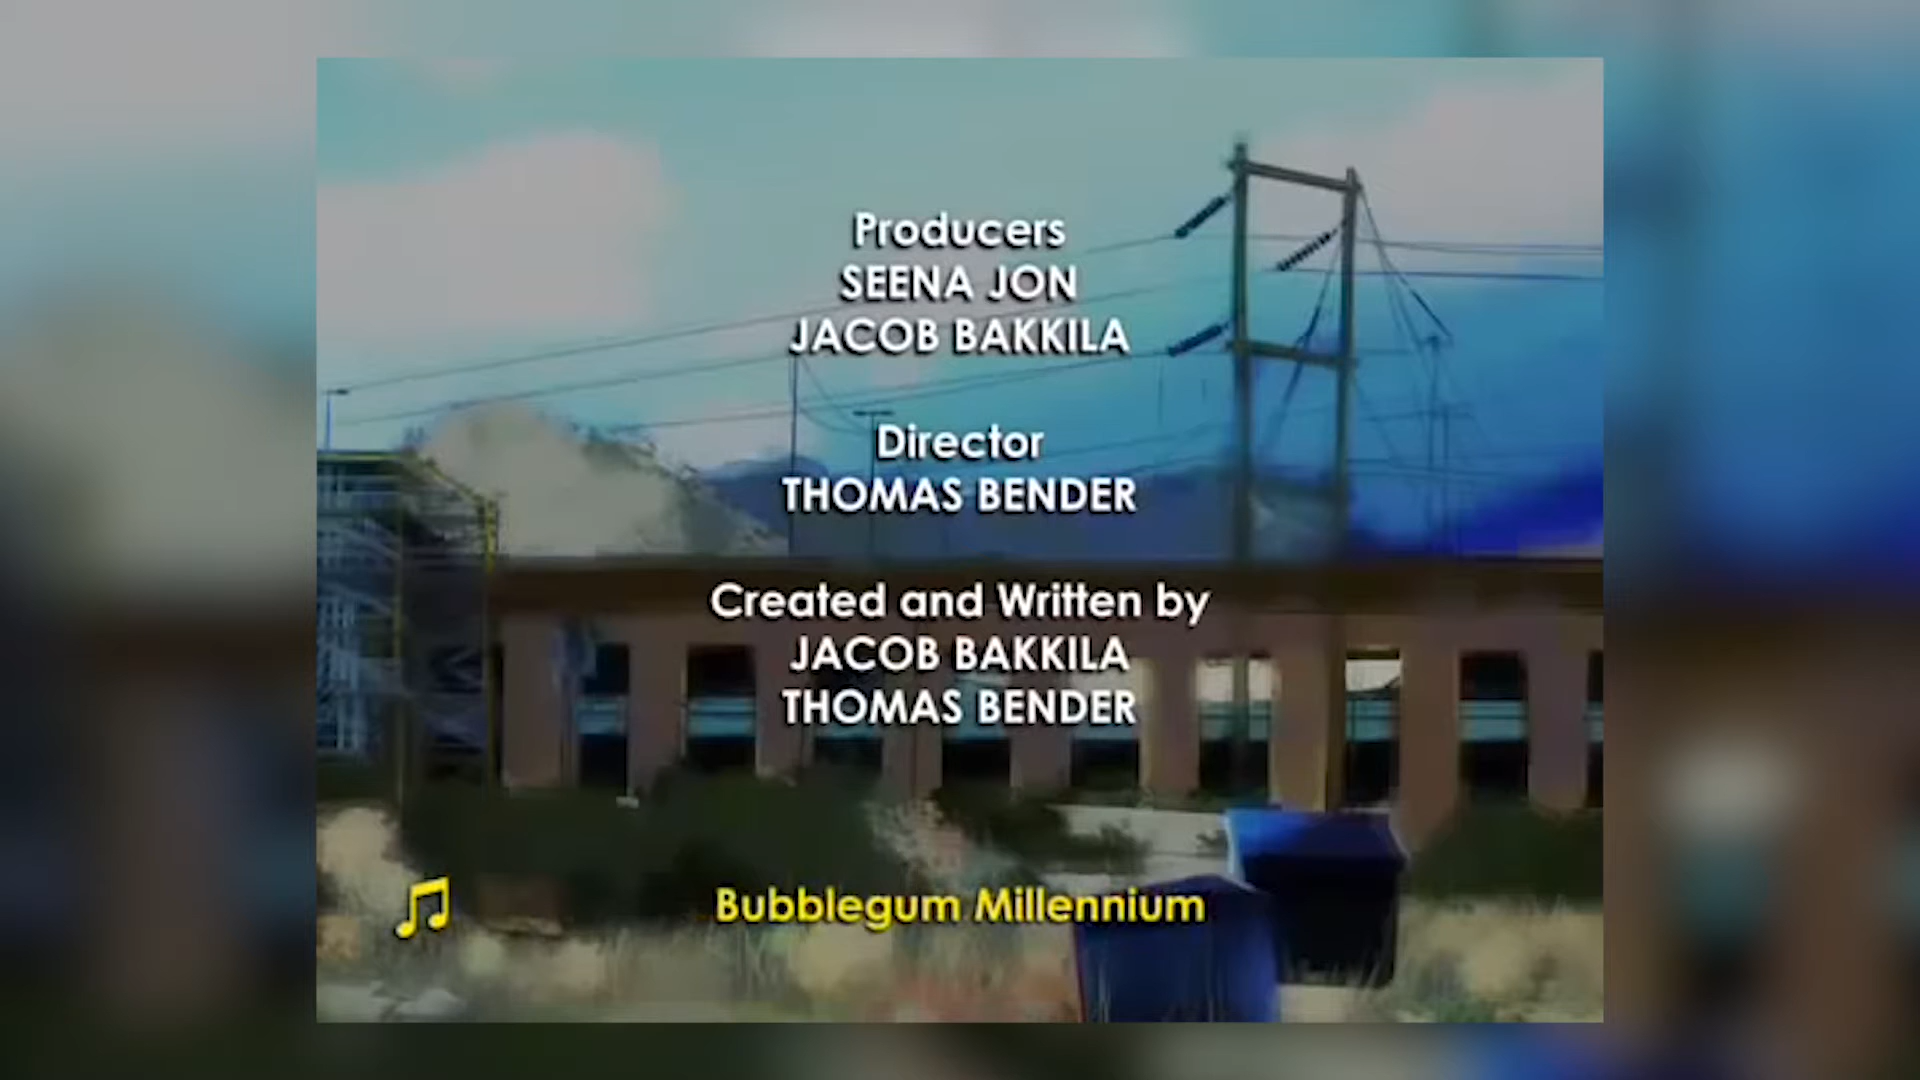 Producers
SEENA JON
JACOB BAKKILA
Director
THOMAS BENDER
Created and Written by
JACOB BAKKILA
THOMAS BENDER
Bubblegum Millennium